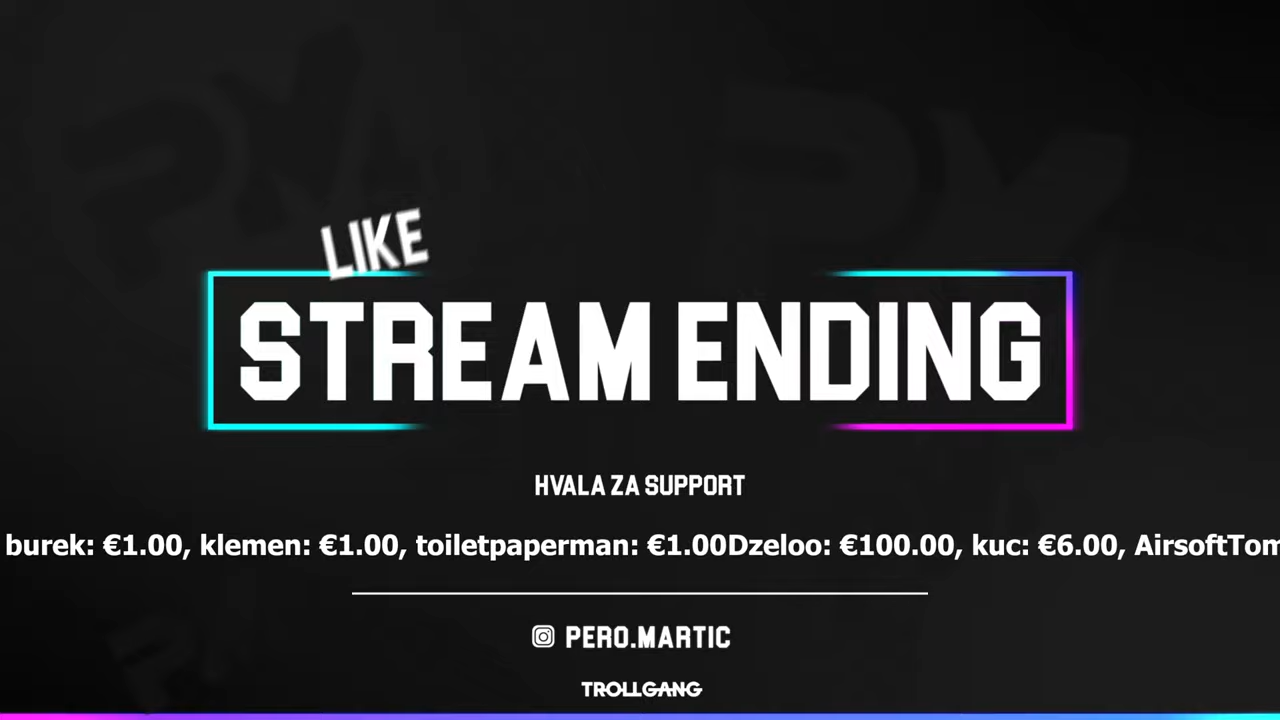 LIKE
STREAM ENDING
HVALA ZA SUPPORT
burek: €1.00, klemen: €1.00, toiletpaperman: €1.00Dzeloo: €100.00, kuc: €6.00, AirsoftTom
PERO.MARTIC
TROLLGANG